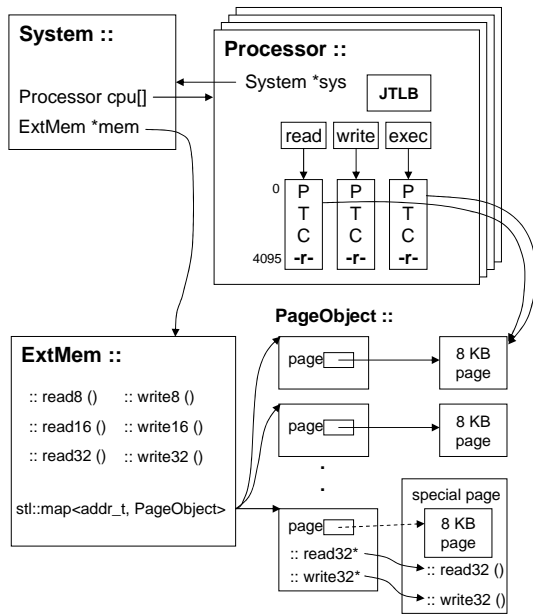 System ::
Processor cpu[]
ExtMem *mem
Processor ::
System *sys
JTLB
read write exec
0
P P P
T T T
C C C
4095 -r- -r- -r-
PageObject ::
ExtMem ::
:: read8 () :: write8 ()
:: read16 () :: write16 ()
:: read32 () :: write32 ()
stl::map<addr_t, PageObject>
page
8 KB
page
page
8 KB
page
.
.
special page
page
8 KB
page
:: read32*
:: write32*
:: read32 ()
:: write32 ()